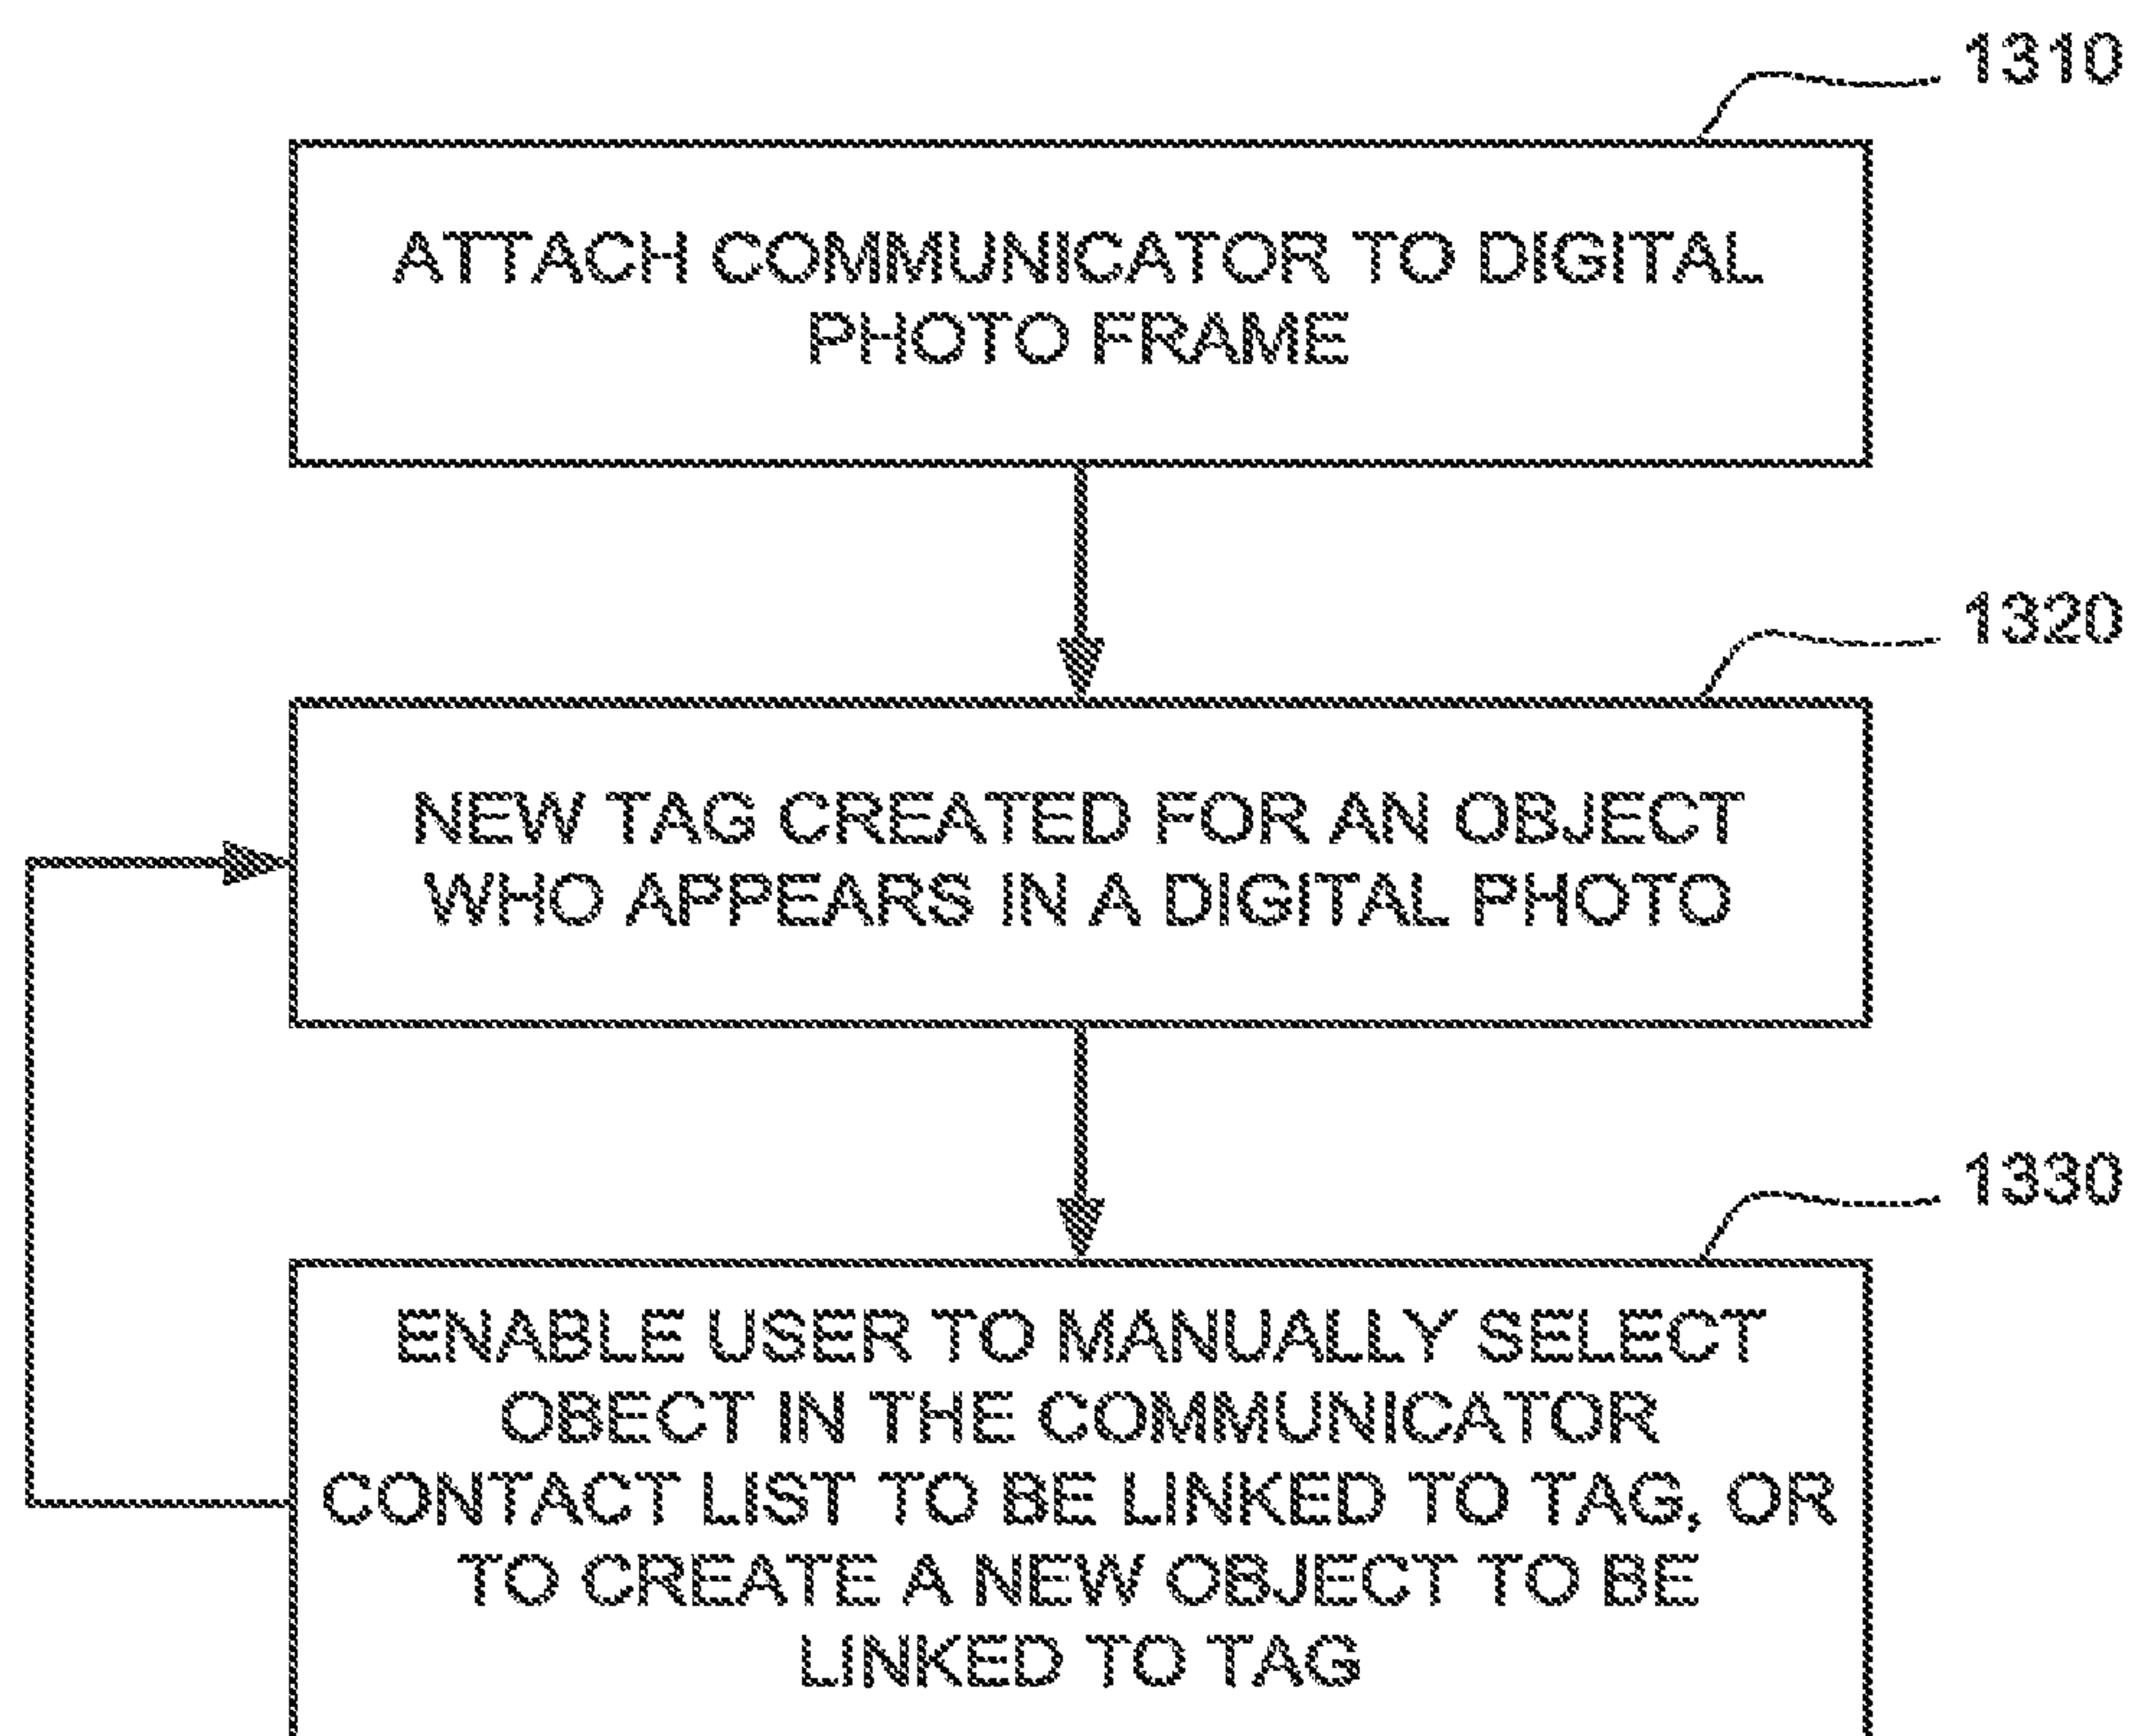 1310
ATTACH COMMUNICATOR TO DIGITAL
PHOTO FRAME
1320
NEW TAG CREATED FOR AN OBJECT
WHO APPEARS IN A DIGITAL PHOTO
1330
ENABLE USER TO MANUALLY SELECT
OBECT IN THE COMMUNICATOR
CONTACT LIST TO BE LINKED TO TAG, OR
TO CREATE A NEW OBJECT TO BE
LINKED TO TAG